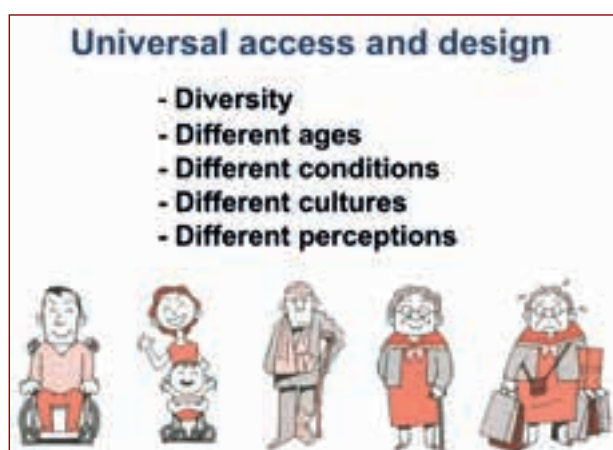 Universal access and design
- Diversity
- Different ages
- Different conditions
- Different cultures
- Different perceptions